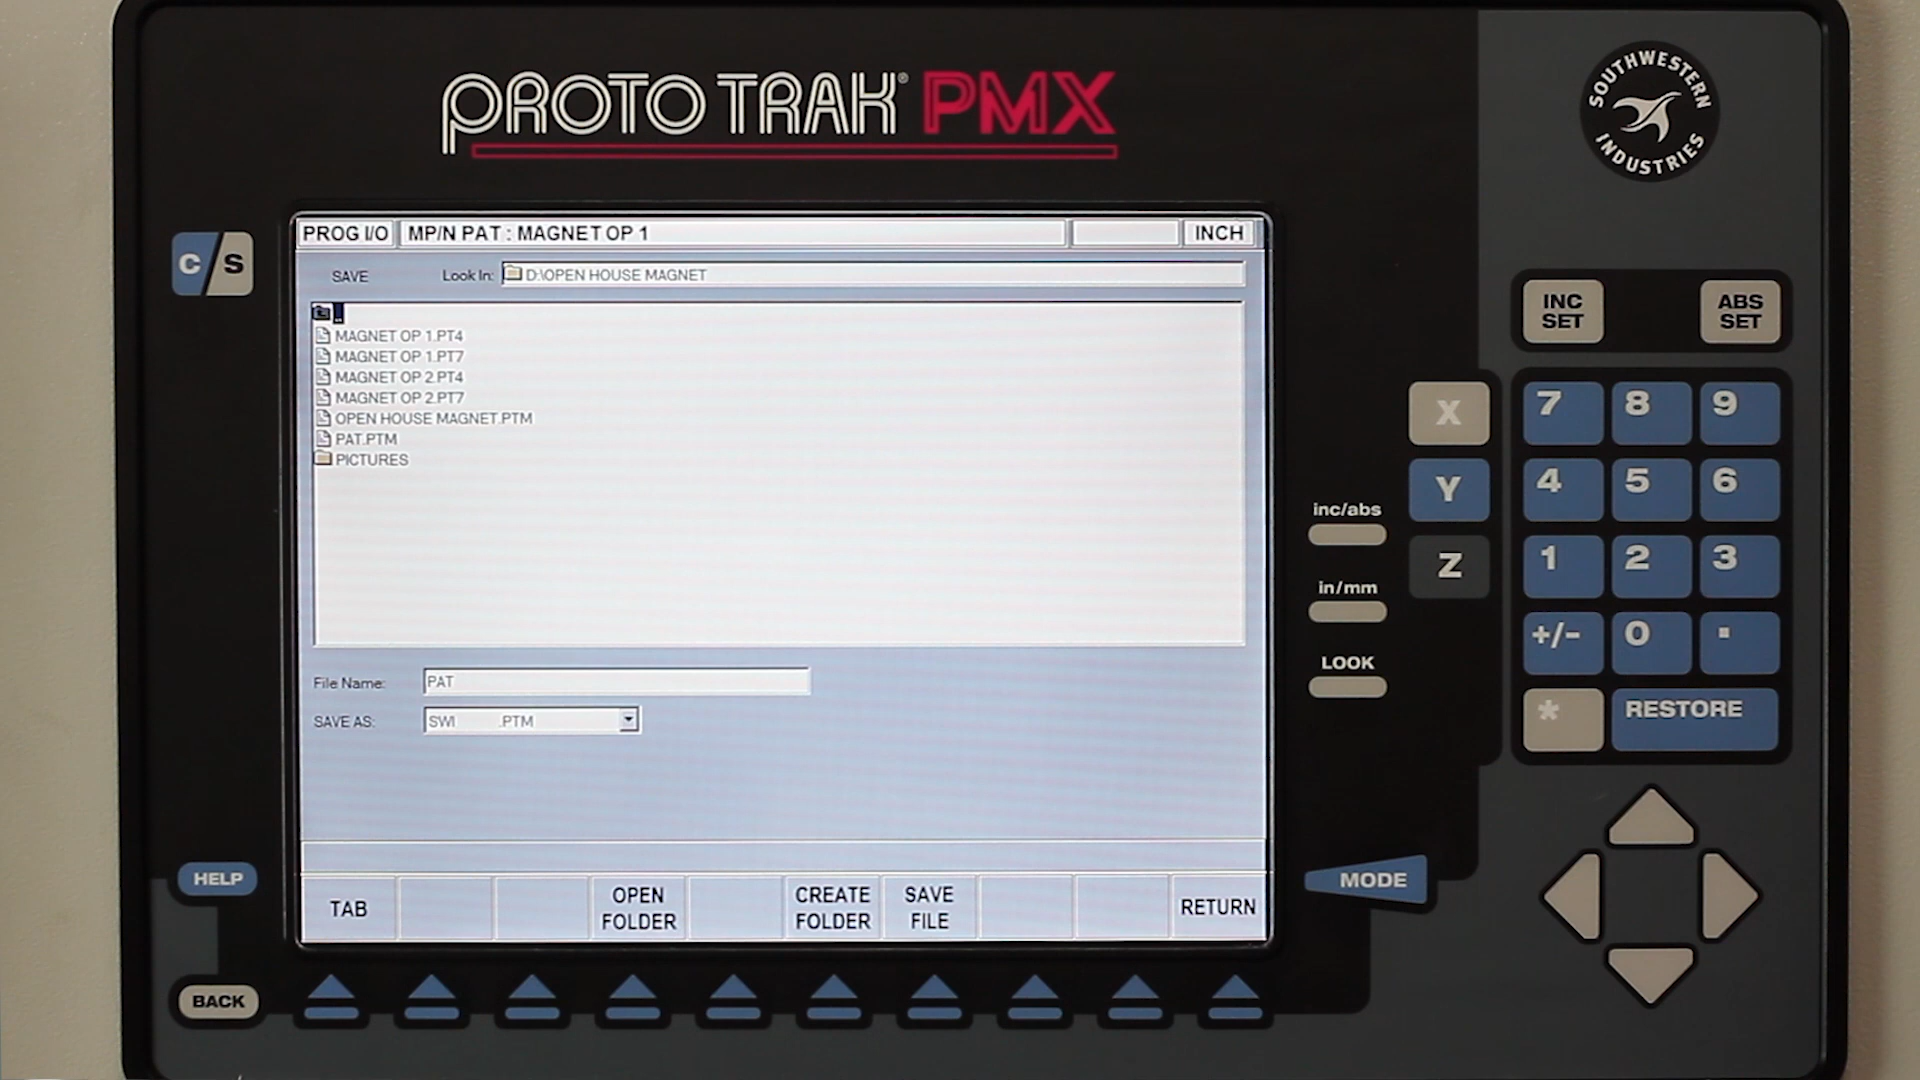 PROTO TRAK® PMX
SOUTHWESTERN INDUSTRIES
C/S
PROG I/O MP/N PAT : MAGNET OP 1 INCH
SAVE Look In: D:\OPEN HOUSE MAGNET
..
MAGNET OP 1.PT4
MAGNET OP 1.PT7
MAGNET OP 2.PT4
MAGNET OP 2.PT7
OPEN HOUSE MAGNET.PTM
PAT.PTM
PICTURES
File Name: PAT
SAVE AS: SWI .PTM
TAB OPEN FOLDER CREATE FOLDER SAVE FILE RETURN
HELP
BACK
INC SET ABS SET
X 7 8 9
Y 4 5 6
inc/abs
Z 1 2 3
in/mm
+/- 0 .
LOOK
* RESTORE
MODE